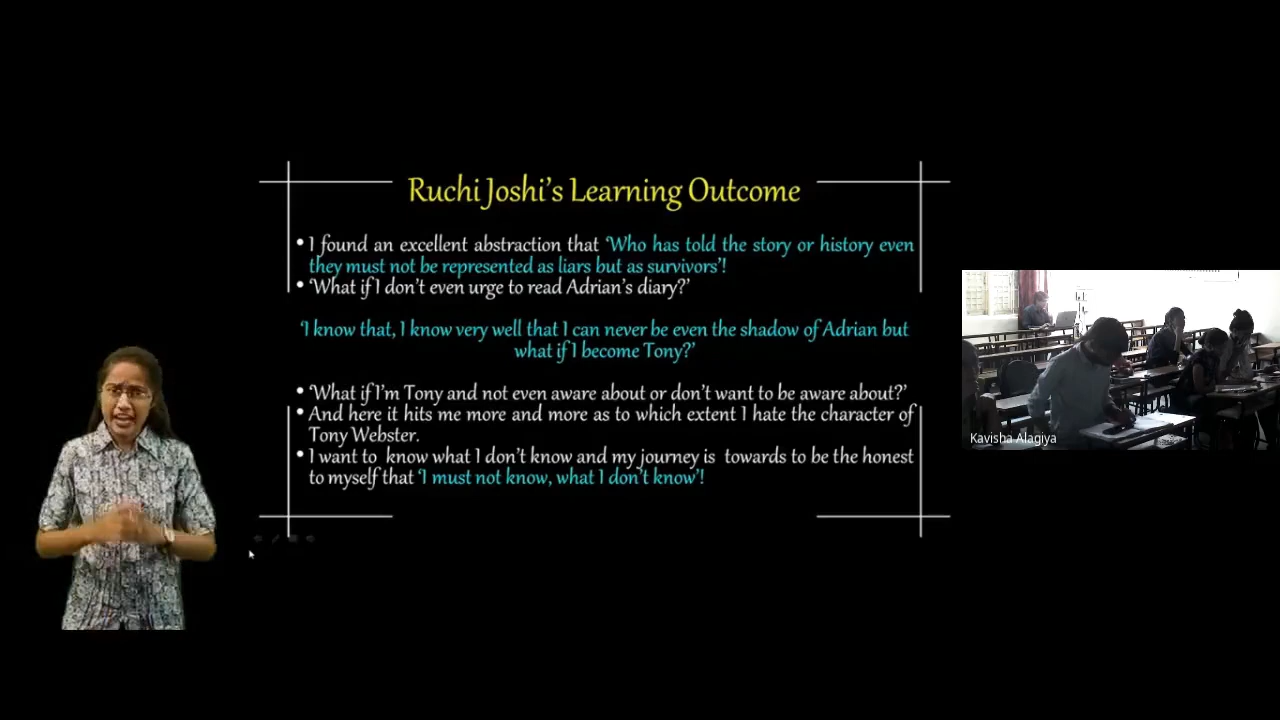 Ruchi Joshi's Learning Outcome
• I found an excellent abstraction that 'Who has told the story or history even
they must not be represented as liars but as survivors'!
• 'What if I don't even urge to read Adrian's diary?'
'I know that, I know very well that I can never be even the shadow of Adrian but
what if I become Tony?'
• 'What if I'm Tony and not even aware about or don't want to be aware about?'
• And here it hits me more and more as to which extent I hate the character of
Tony Webster.
• I want to know what I don't know and my journey is towards to be the honest
to myself that 'I must not know, what I don't know'!
Kavisha Alagiya